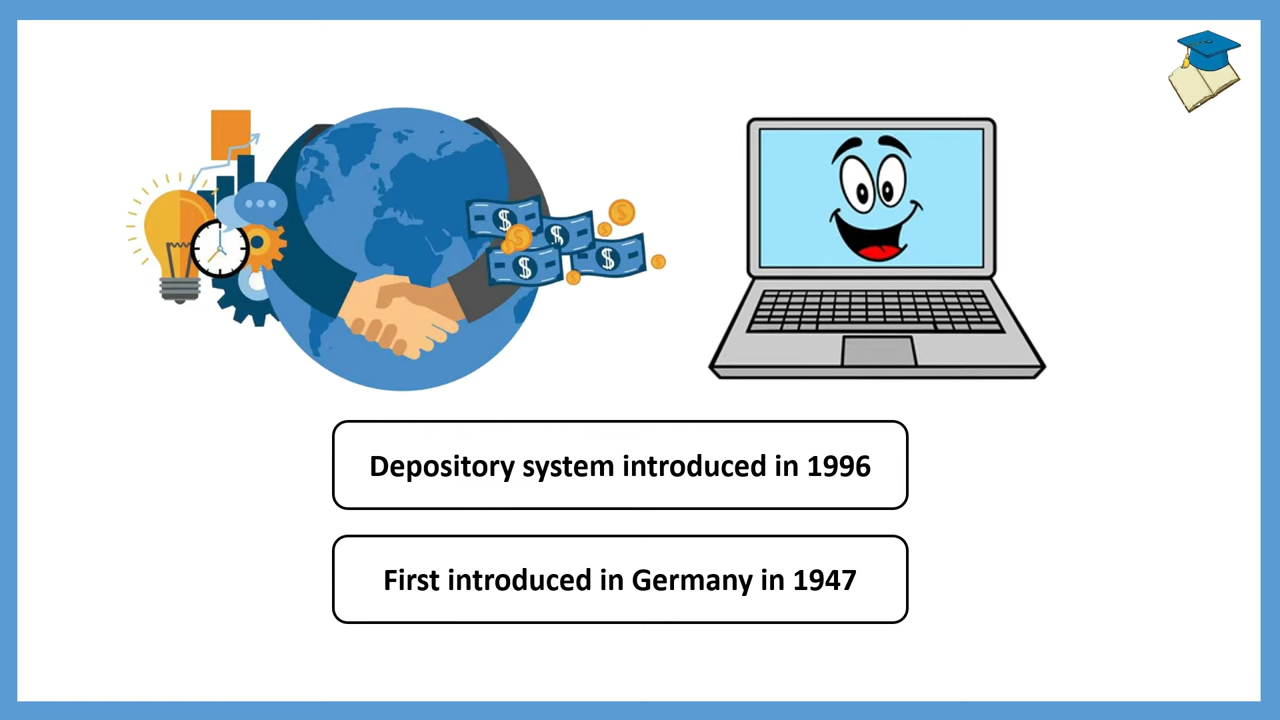 Depository system introduced in 1996
First introduced in Germany in 1947